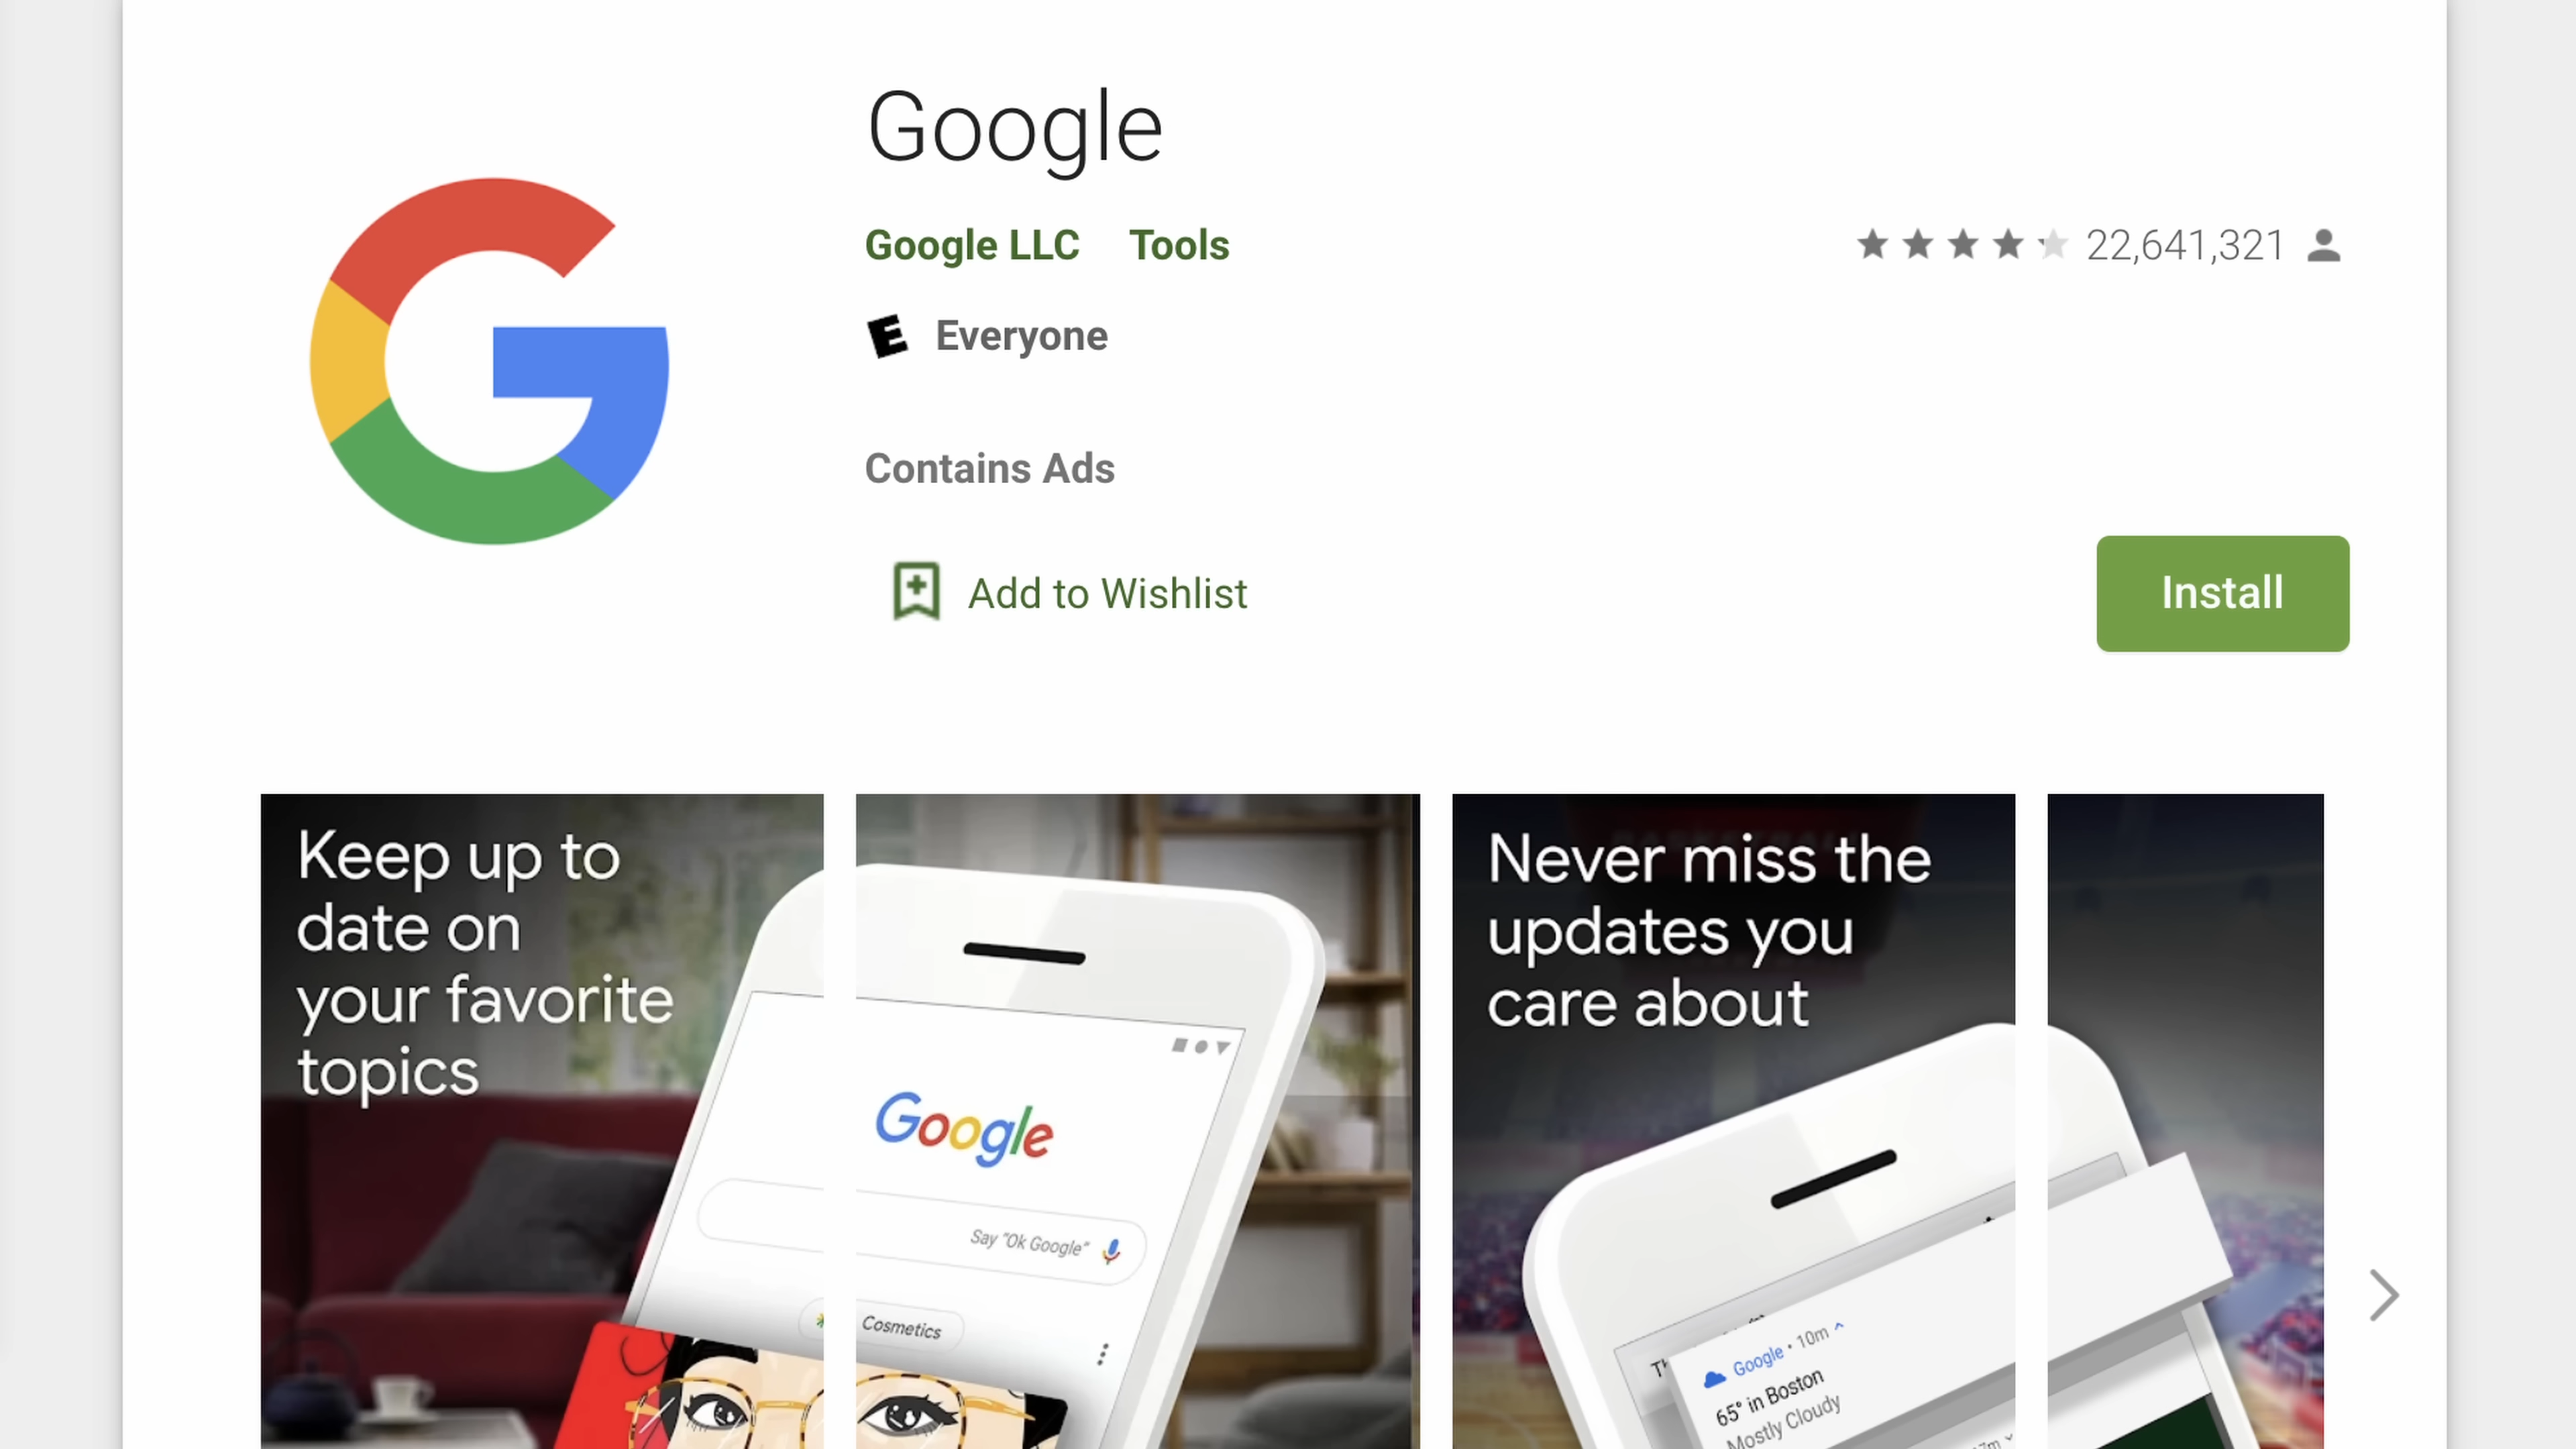 Google
Google LLC Tools
22,641,321
E Everyone
Contains Ads
Add to Wishlist
Install
Keep up to
date on
your favorite
topics
Google
Say "Ok Google"
Cosmetics
Never miss the
updates you
care about
Google · 10m
65° in Boston
Mostly Cloudy